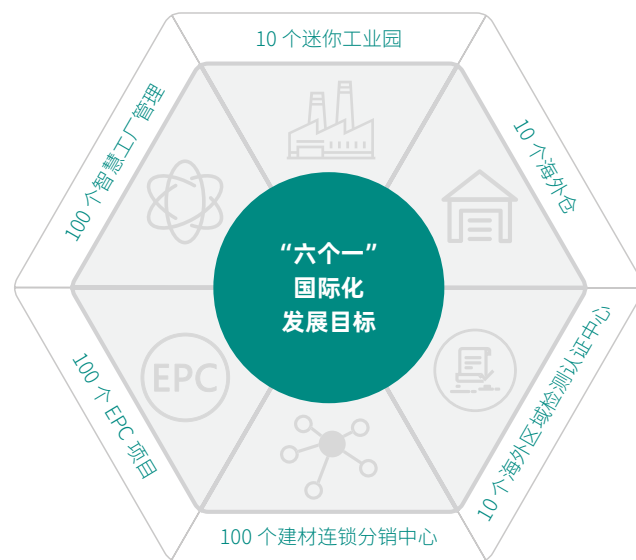 10 个迷你工业园
100 个智慧工厂管理
10 个海外仓
“六个一”
国际化
发展目标
EPC
100 个 EPC 项目
10 个海外区域检测认证中心
100 个建材连锁分销中心